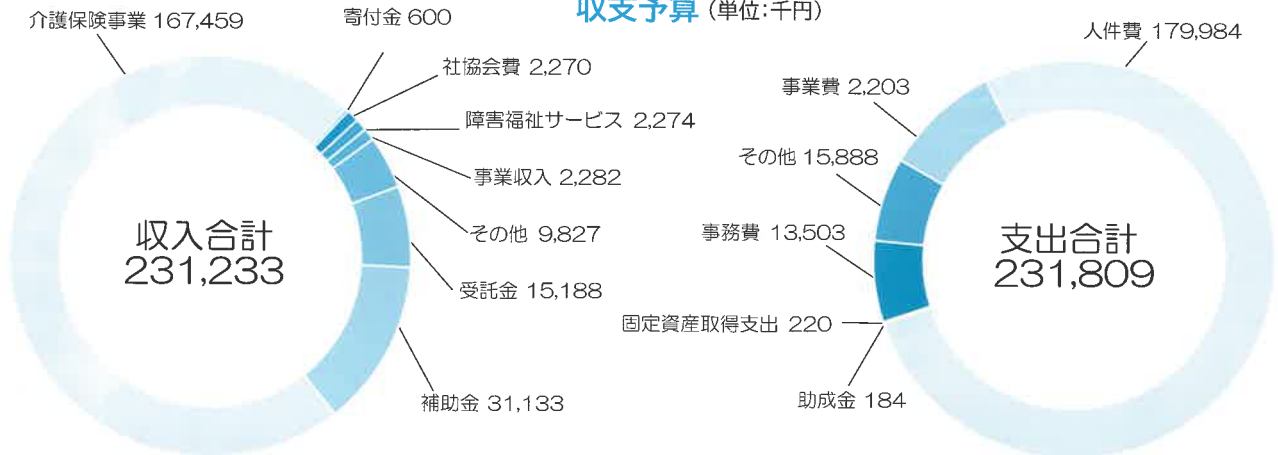 収支予算(単位:千円)
介護保険事業 167,459
寄付金 600
社協会費 2,270
障害福祉サービス 2,274
事業収入 2,282
その他 9,827
受託金 15,188
補助金 31,133
収入合計
231,233
人件費 179,984
事業費 2,203
その他 15,888
事務費 13,503
固定資産取得支出 220
助成金 184
支出合計
231,809